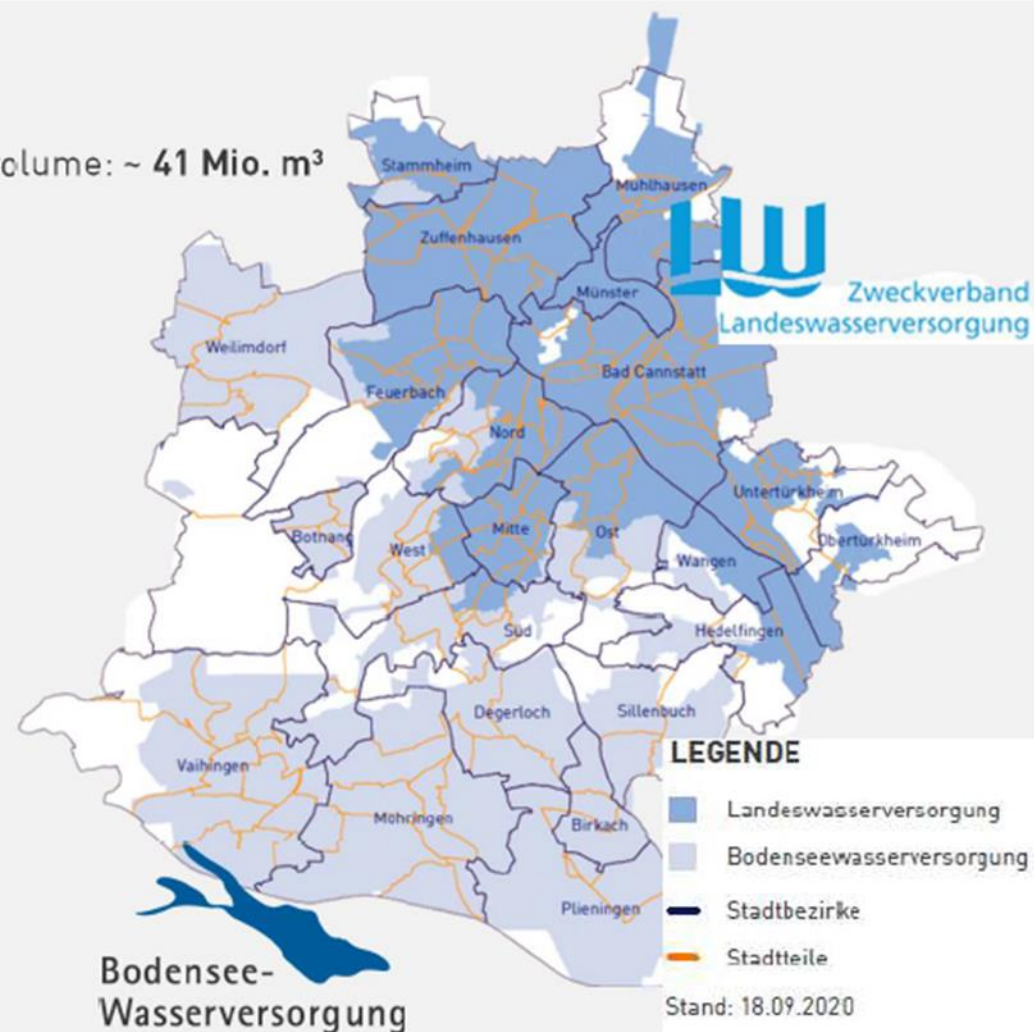 olume: ~ 41 Mio. m³
Stammheim
Mühlhausen
Zuffenhausen
Münster
Zweckverband
Landeswasserversorgung
Weilimdorf
Bad Cannstatt
Feuerbach
Nord
Untertürkheim
Mitte
Ost
Obertürkheim
Botnang
West
Wangen
Süd
Hedelfingen
Degerloch
Sillenbuch
Vaihingen
Möhringen
Birkach
Plieningen
LEGENDE
Landeswasserversorgung
Bodenseewasserversorgung
Stadtbezirke
Stadtteile
Stand: 18.09.2020
Bodensee-
Wasserversorgung
LW